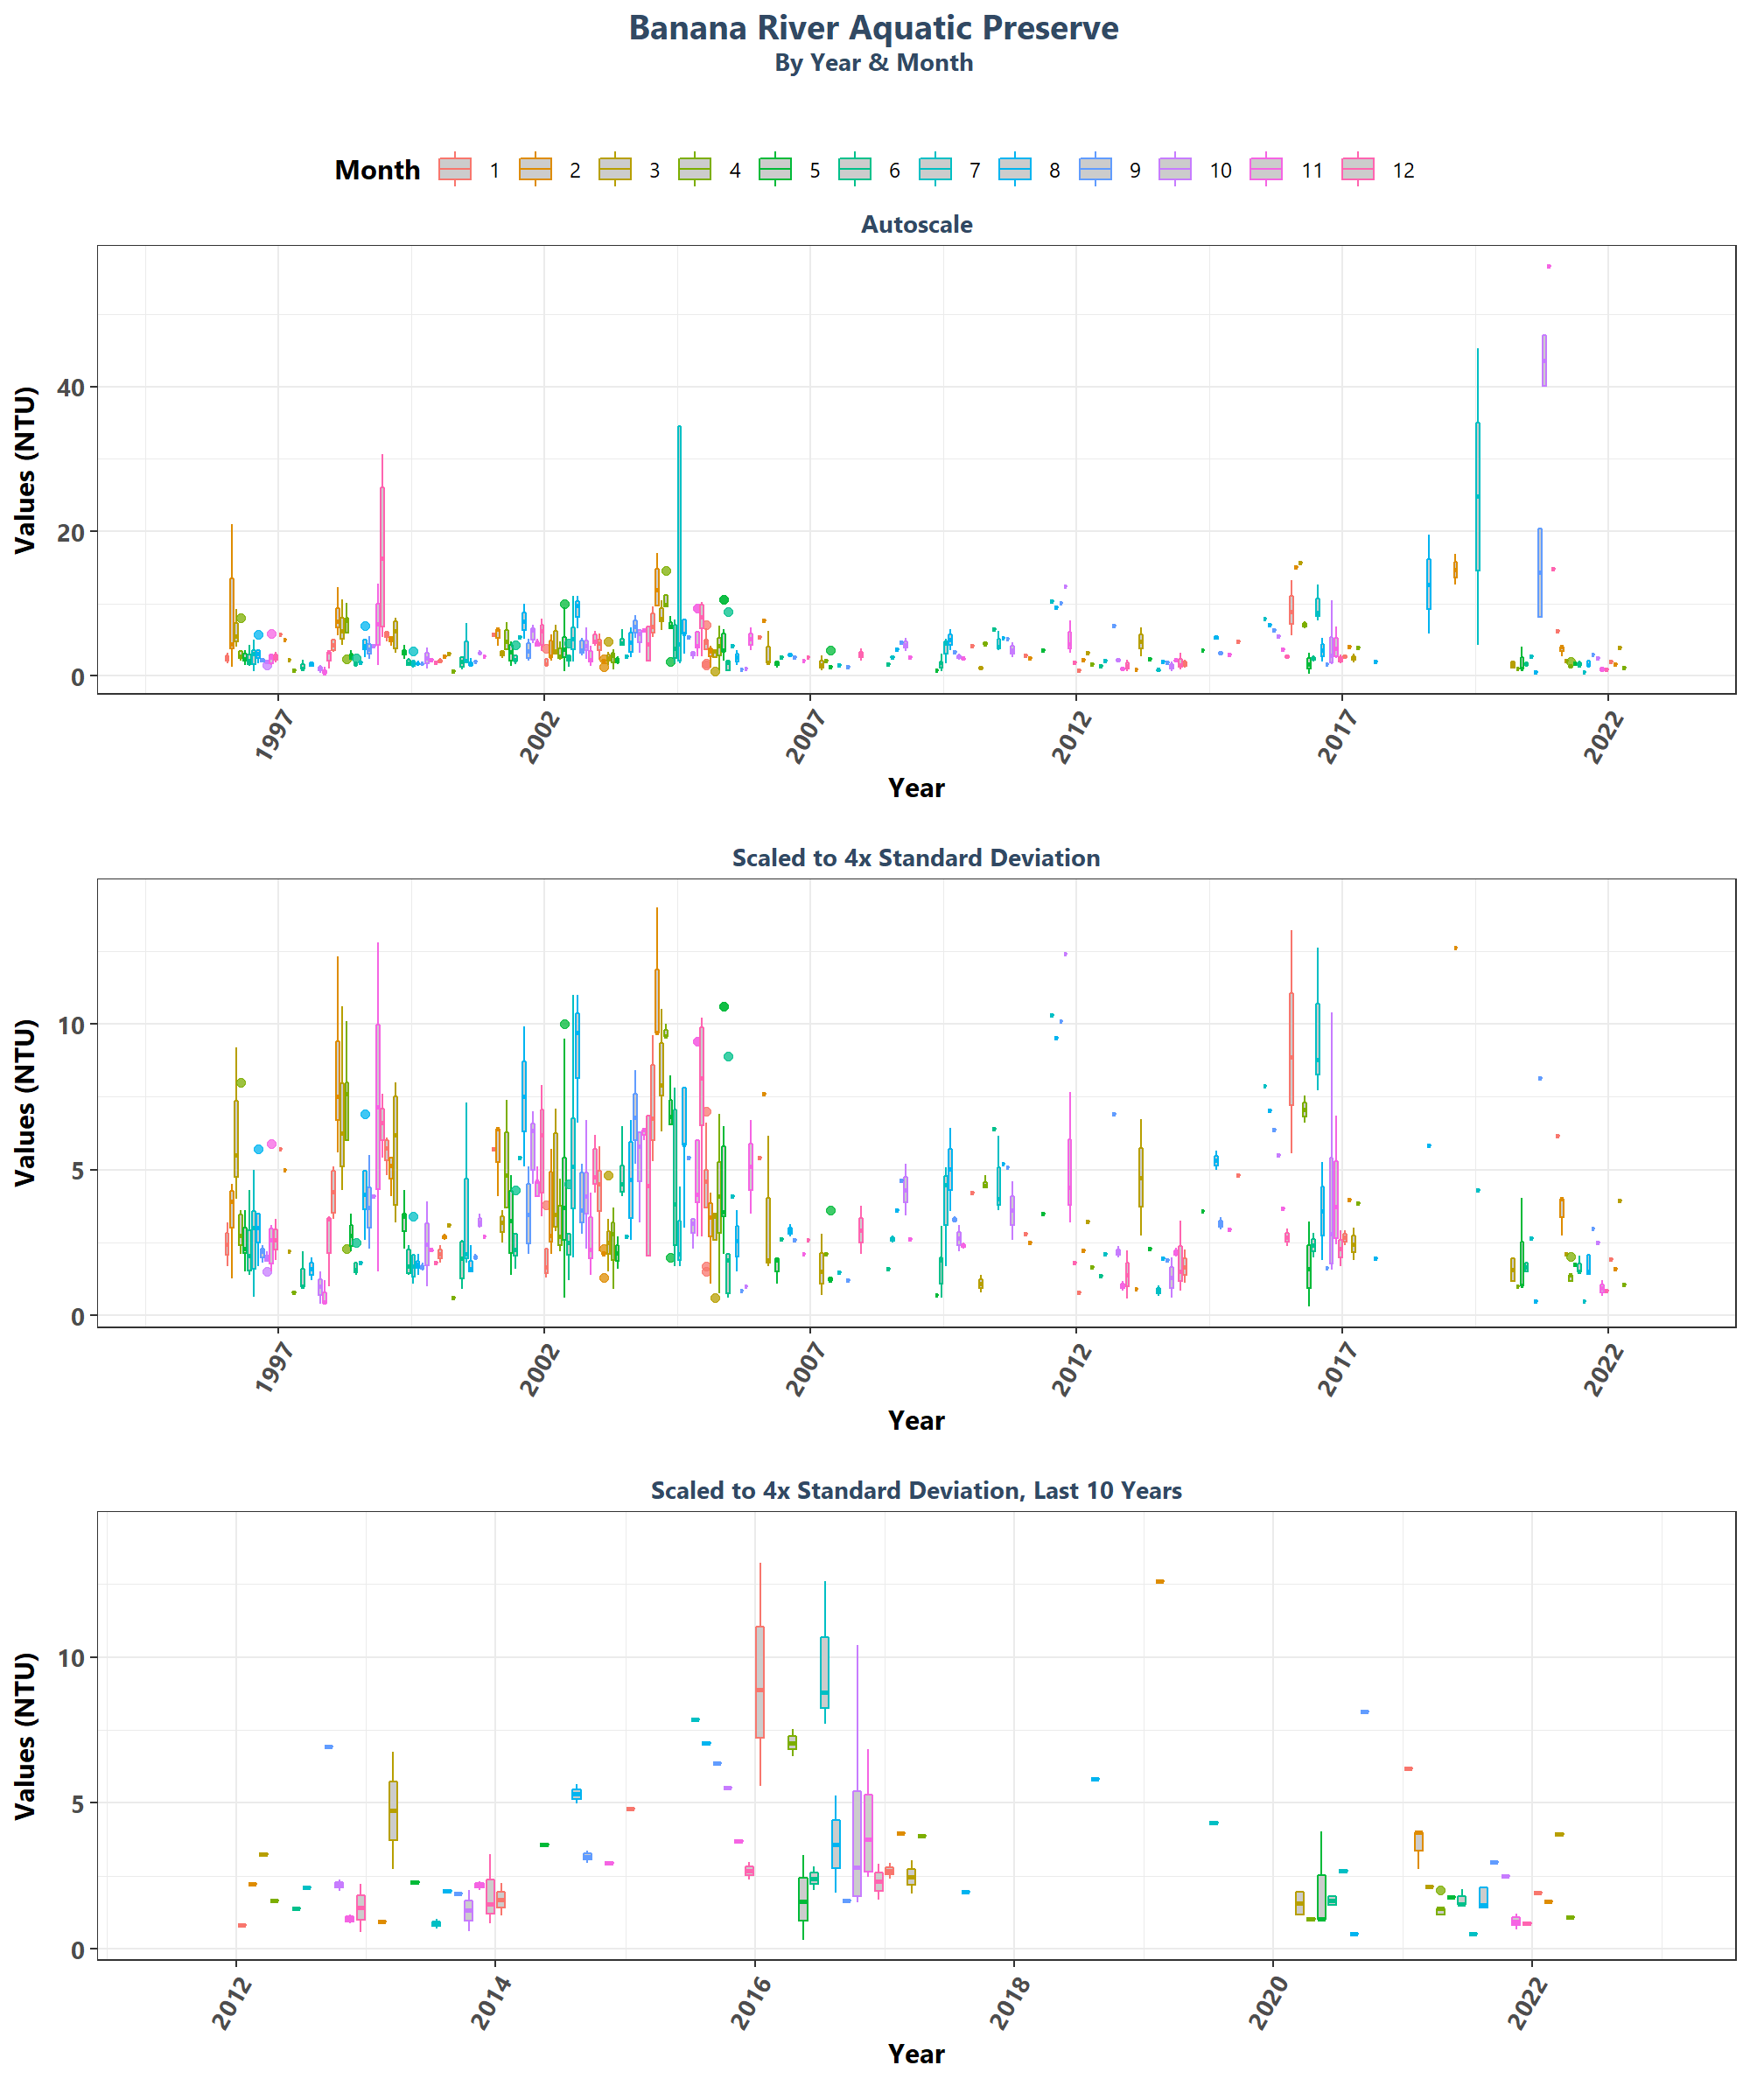 Banana River Aquatic Preserve
By Year & Month
Month 1 2 3 4 5 6 7 8 9 10 11 12
Autoscale
Values (NTU)
40
20
0
1997 2002 2007 2012 2017 2022
Year
Scaled to 4x Standard Deviation
Values (NTU)
10
5
0
1997 2002 2007 2012 2017 2022
Year
Scaled to 4x Standard Deviation, Last 10 Years
Values (NTU)
10
5
0
2012 2014 2016 2018 2020 2022
Year